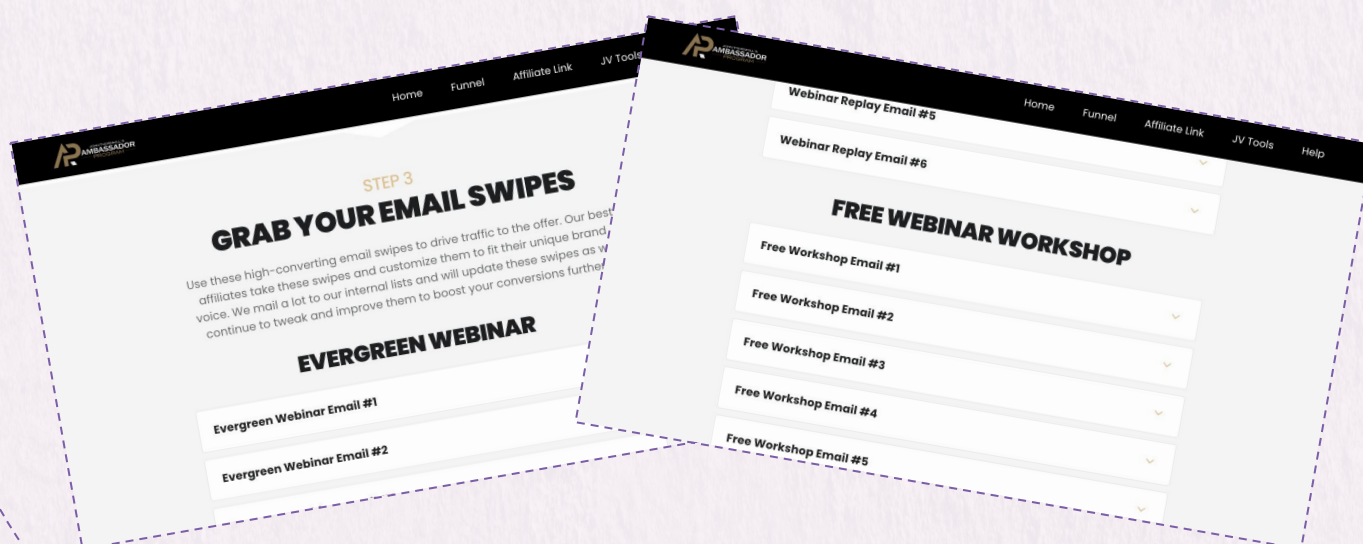 AMBASSADOR
PROGRAM
Home
Funnel
Affiliate Link
JV Tools
STEP 3
GRAB YOUR EMAIL SWIPES
Use these high-converting email swipes to drive traffic to the offer. Our best
affiliates take these swipes and customize them to fit their unique brand
voice. We mail a lot to our internal lists and will update these swipes as
continue to tweak and improve them to boost your conversions further
EVERGREEN WEBINAR
Evergreen Webinar Email #1
Evergreen Webinar Email #2
AMBASSADOR
PROGRAM
Home
Funnel
Affiliate Link
JV Tools
Help
Webinar Replay Email #5
Webinar Replay Email #6
FREE WEBINAR WORKSHOP
Free Workshop Email #1
Free Workshop Email #2
Free Workshop Email #3
Free Workshop Email #4
Free Workshop Email #5